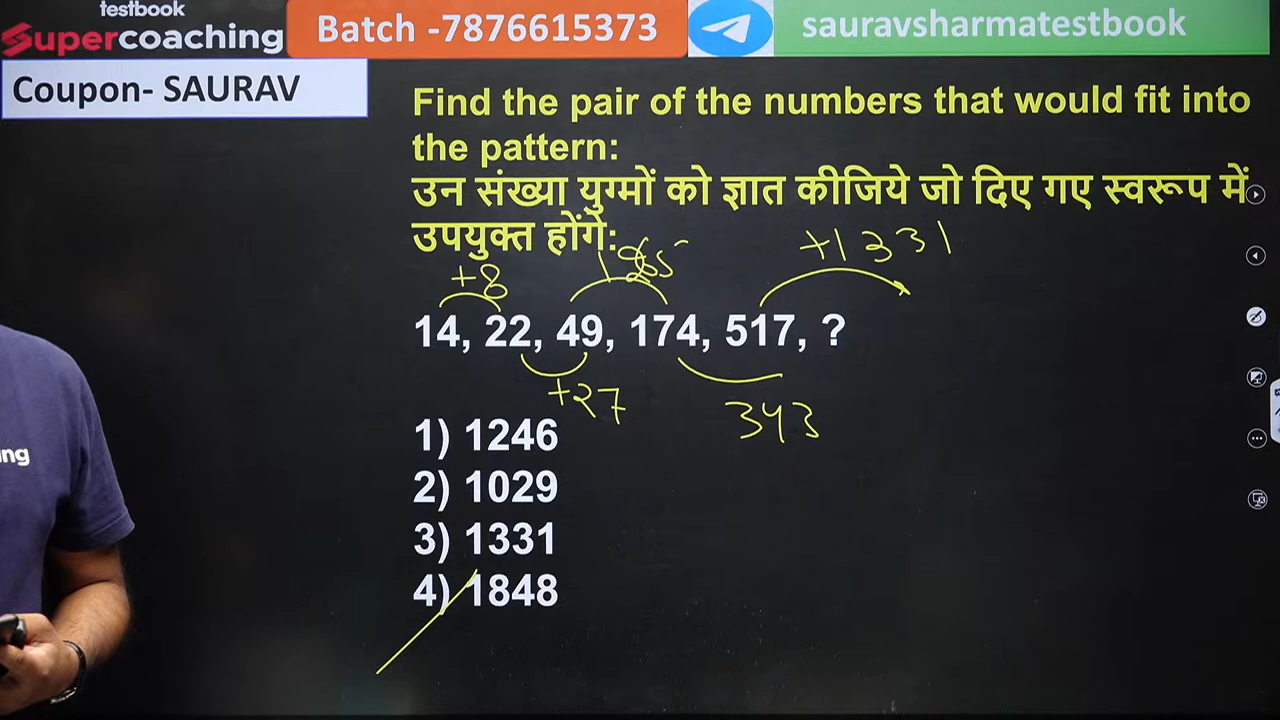 testbook
Supercoaching
Batch -7876615373
sauravsharmatestbook
Coupon- SAURAV
Find the pair of the numbers that would fit into
the pattern:
उन संख्या युग्मों को ज्ञात कीजिये जो दिए गए स्वरूप में
उपयुक्त होंगे:
+1331
+8
14, 22, 49, 174, 517, ?
+27
343
1) 1246
2) 1029
3) 1331
4) 1848
ng